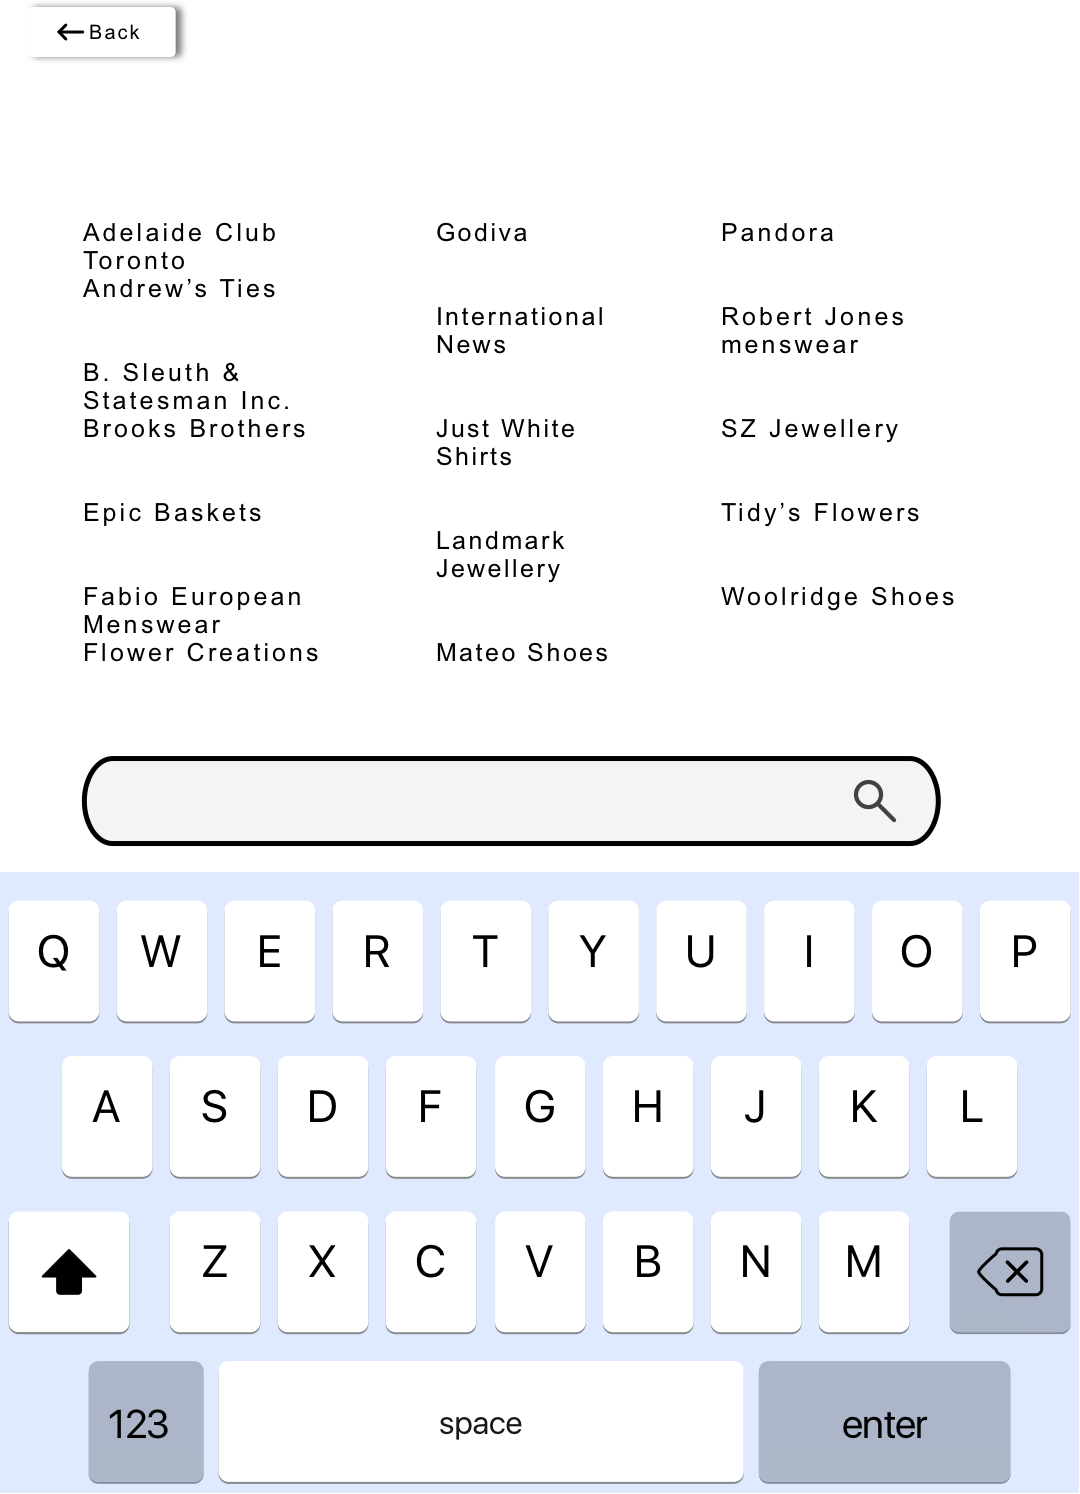 Back
Adelaide Club
Toronto
Andrew’s Ties
B. Sleuth &
Statesman Inc.
Brooks Brothers
Epic Baskets
Fabio European
Menswear
Flower Creations
Godiva
International
News
Just White
Shirts
Landmark
Jewellery
Mateo Shoes
Pandora
Robert Jones
menswear
SZ Jewellery
Tidy’s Flowers
Woolridge Shoes
Q W E R T Y U I O P
A S D F G H J K L
Z X C V B N M
123 space enter